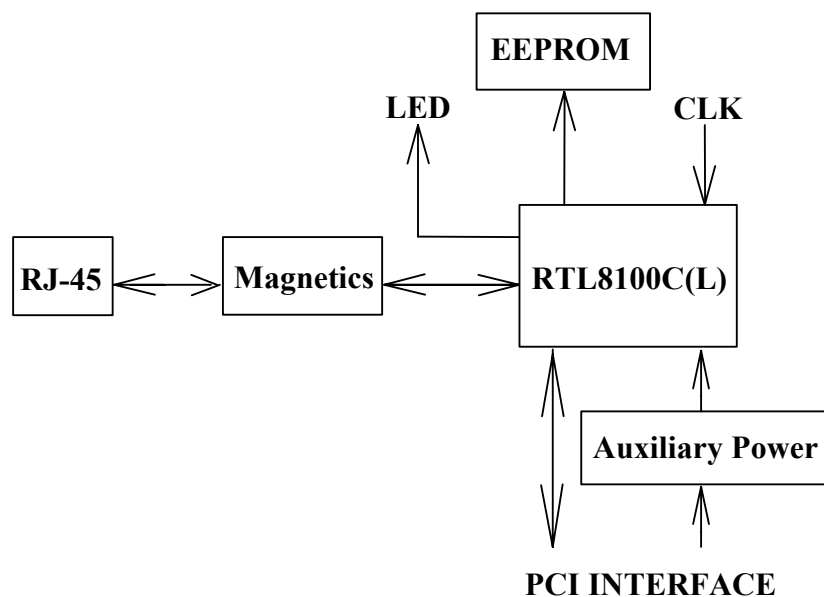 EEPROM
LED
CLK
RJ-45
Magnetics
RTL8100C(L)
Auxiliary Power
PCI INTERFACE